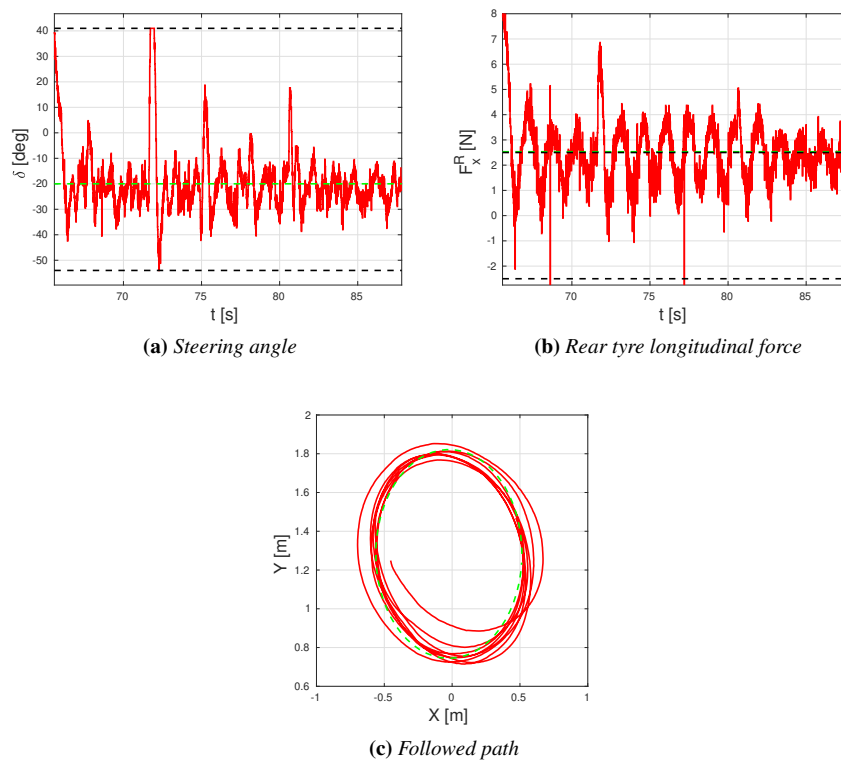 40
30
20
10
0
-10
-20
-30
-40
-50
δ [deg]
70 75 80 85
t [s]
(a) Steering angle
8
7
6
5
4
3
2
1
0
-1
-2
F_x^R [N]
70 75 80 85
t [s]
(b) Rear tyre longitudinal force
2
1.8
1.6
1.4
1.2
1
0.8
0.6
Y [m]
-1 -0.5 0 0.5 1
X [m]
(c) Followed path